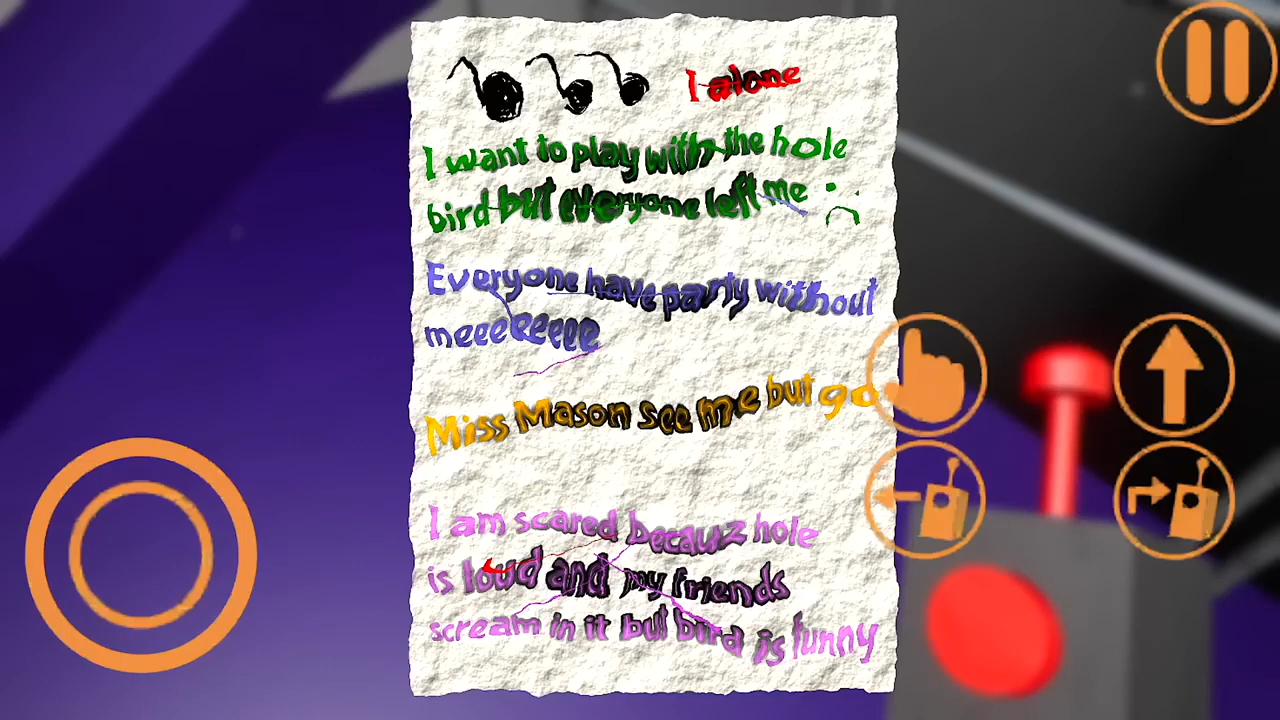 I alone
I want to play with the hole
bird but everyone left me :(
Everyone have party without
meeeeeeee
Miss Mason see me but go
I am scared becauz hole
is loud and my friends
scream in it but bird is funny